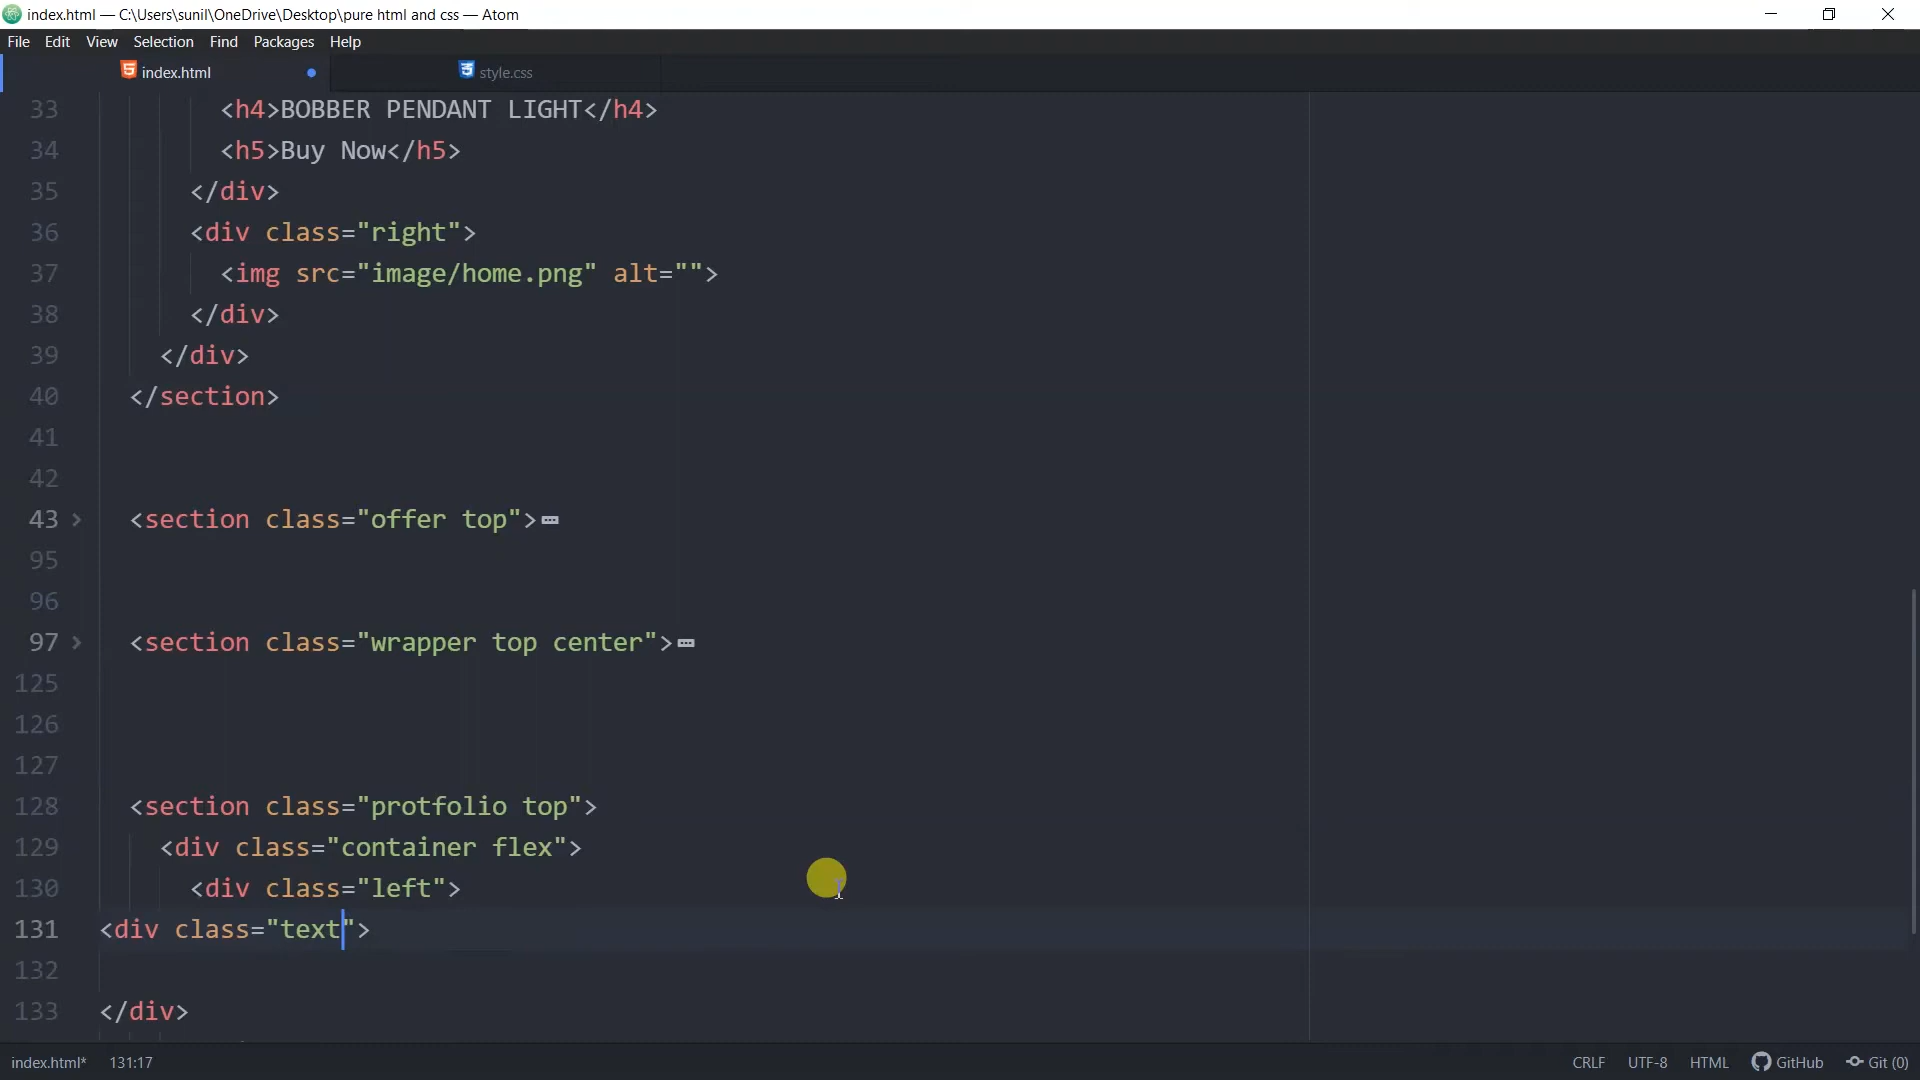 index.html — C:\Users\sunil\OneDrive\Desktop\pure html and css — Atom
File Edit View Selection Find Packages Help
index.html style.css
33 <h4>BOBBER PENDANT LIGHT</h4>
34 <h5>Buy Now</h5>
35 </div>
36 <div class="right">
37 <img src="image/home.png" alt="">
38 </div>
39 </div>
40 </section>
41
42
43 <section class="offer top">
95
96
97 <section class="wrapper top center">
125
126
127
128 <section class="protfolio top">
129 <div class="container flex">
130 <div class="left">
131 <div class="text">
132
133 </div>
index.html* 131:17 CRLF UTF-8 HTML GitHub Git (0)